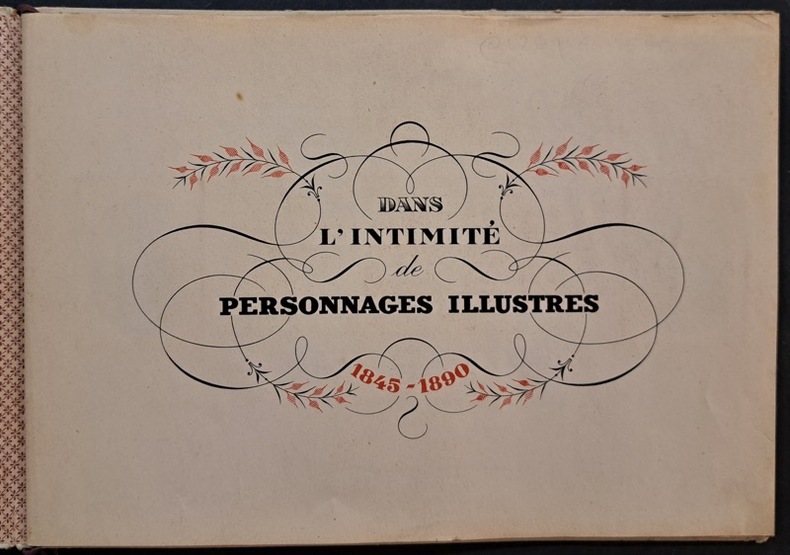 DANS
L'INTIMITÉ
de
PERSONNAGES ILLUSTRES
1845-1890